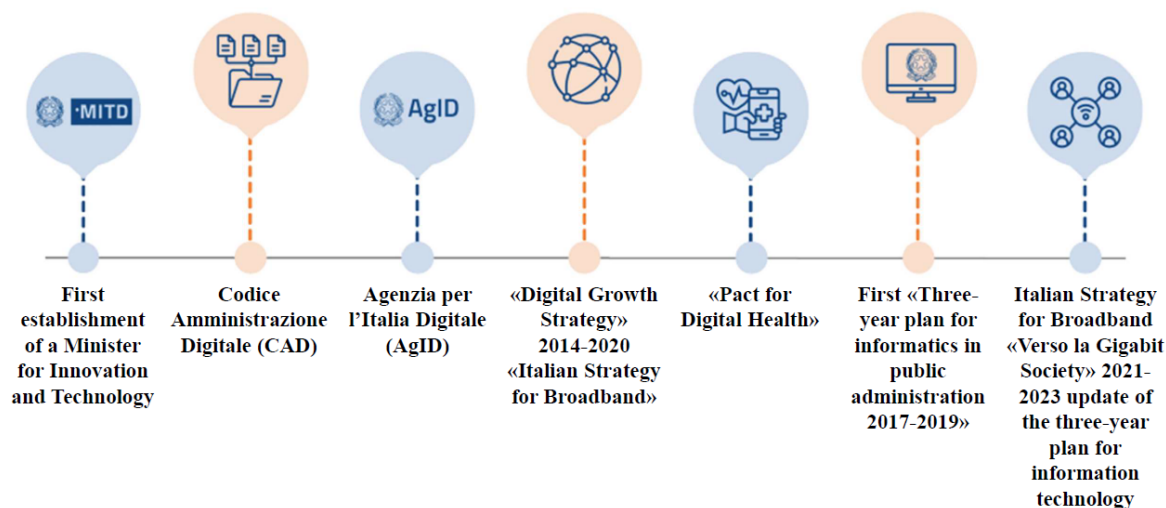 ·MITD
AgID
First
establishment
of a Minister
for Innovation
and Technology
Codice
Amministrazione
Digitale (CAD)
Agenzia per
l’Italia Digitale
(AgID)
«Digital Growth
Strategy»
2014-2020
«Italian Strategy
for Broadband»
«Pact for
Digital Health»
First «Three-
year plan for
informatics in
public
administration
2017-2019»
Italian Strategy
for Broadband
«Verso la Gigabit
Society» 2021-
2023 update of
the three-year
plan for
information
technology